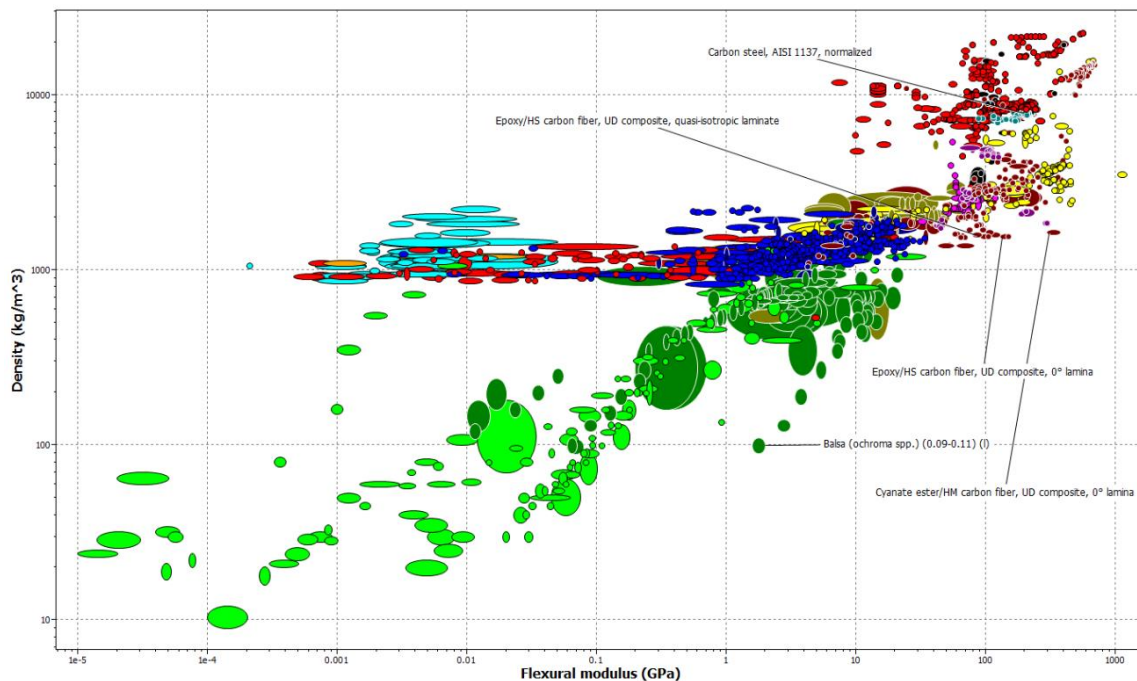 Carbon steel, AISI 1137, normalized
10000
Epoxy/HS carbon fiber, UD composite, quasi-isotropic laminate
Density (kg/m^3)
1000
Epoxy/HS carbon fiber, UD composite, 0° lamina
100
Balsa (ochroma spp.) (0.09-0.11) (l)
Cyanate ester/HM carbon fiber, UD composite, 0° lamina
10
1e-5 1e-4 0.001 0.01 0.1 1 10 100 1000
Flexural modulus (GPa)